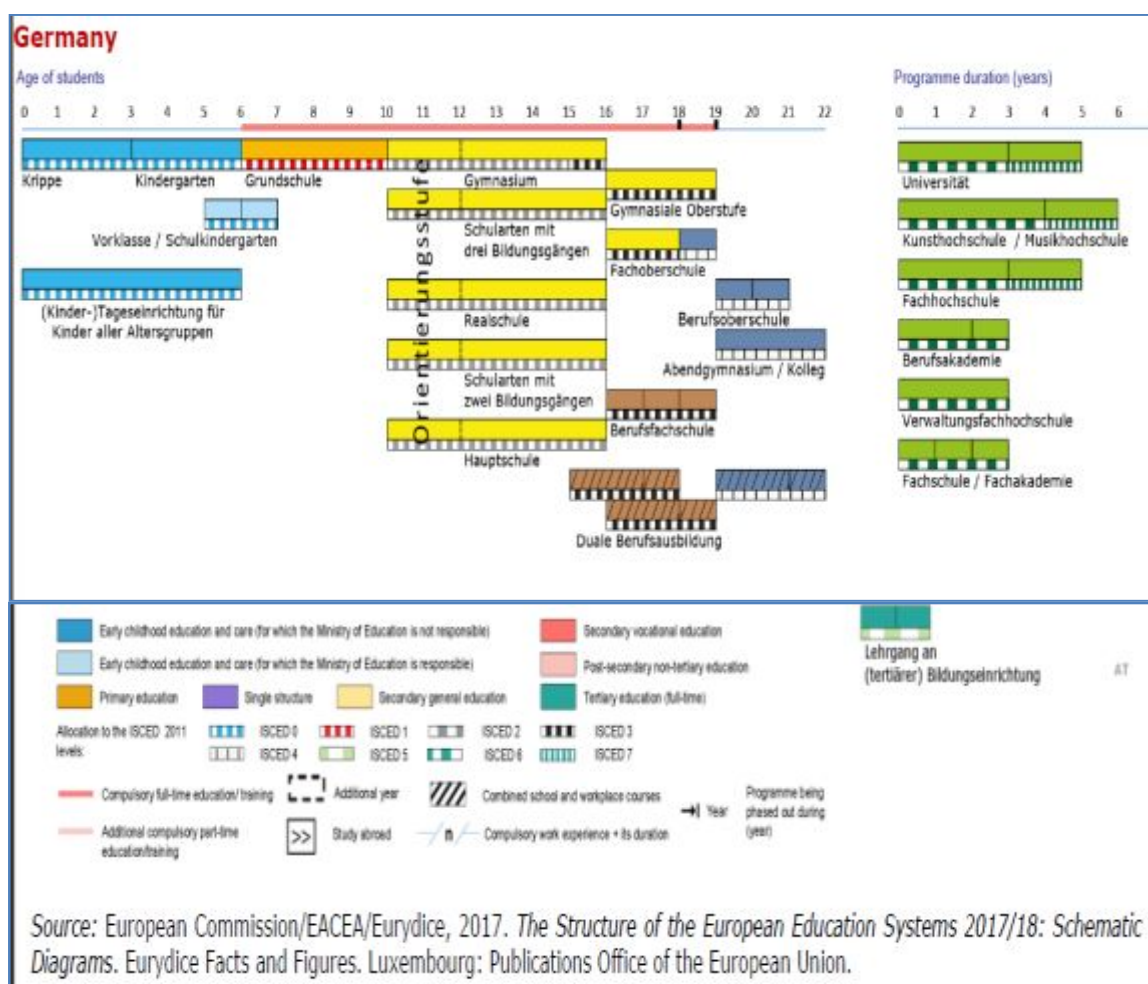 Germany
Age of students
Programme duration (years)
0 1 2 3 4 5 6 7 8 9 10 11 12 13 14 15 16 17 18 19 20 21 22
0 1 2 3 4 5 6
Krippe
Kindergarten
Grundschule
Gymnasium
Universität
Orientierungsstufe
Gymnasiale Oberstufe
Vorklasse / Schulkindergarten
Schularten mit
drei Bildungsgängen
Kunsthochschule / Musikhochschule
Fachoberschule
Fachhochschule
(Kinder-)Tageseinrichtung für
Kinder aller Altersgruppen
Realschule
Berufsoberschule
Berufsakademie
Abendgymnasium / Kolleg
Schularten mit
zwei Bildungsgängen
Berufsfachschule
Verwaltungsfachhochschule
Hauptschule
Fachschule / Fachakademie
Duale Berufsausbildung
Early childhood education and care (for which the Ministry of Education is not responsible)
Secondary vocational education
Early childhood education and care (for which the Ministry of Education is responsible)
Post-secondary non-tertiary education
Primary education
Single structure
Secondary general education
Tertiary education (full-time)
Lehrgang an
(tertiärer) Bildungseinrichtung
AT
Allocation to the ISCED 2011
levels:
ISCED 0
ISCED 1
ISCED 2
ISCED 3
ISCED 4
ISCED 5
ISCED 6
ISCED 7
Compulsory full-time education/ training
Additional year
Combined school and workplace courses
Year
Programme being
phased out during
(year)
Additional compulsory part-time
education/training
>>
Study abroad
n
Compulsory work experience + its duration
Source: European Commission/EACEA/Eurydice, 2017. The Structure of the European Education Systems 2017/18: Schematic
Diagrams. Eurydice Facts and Figures. Luxembourg: Publications Office of the European Union.